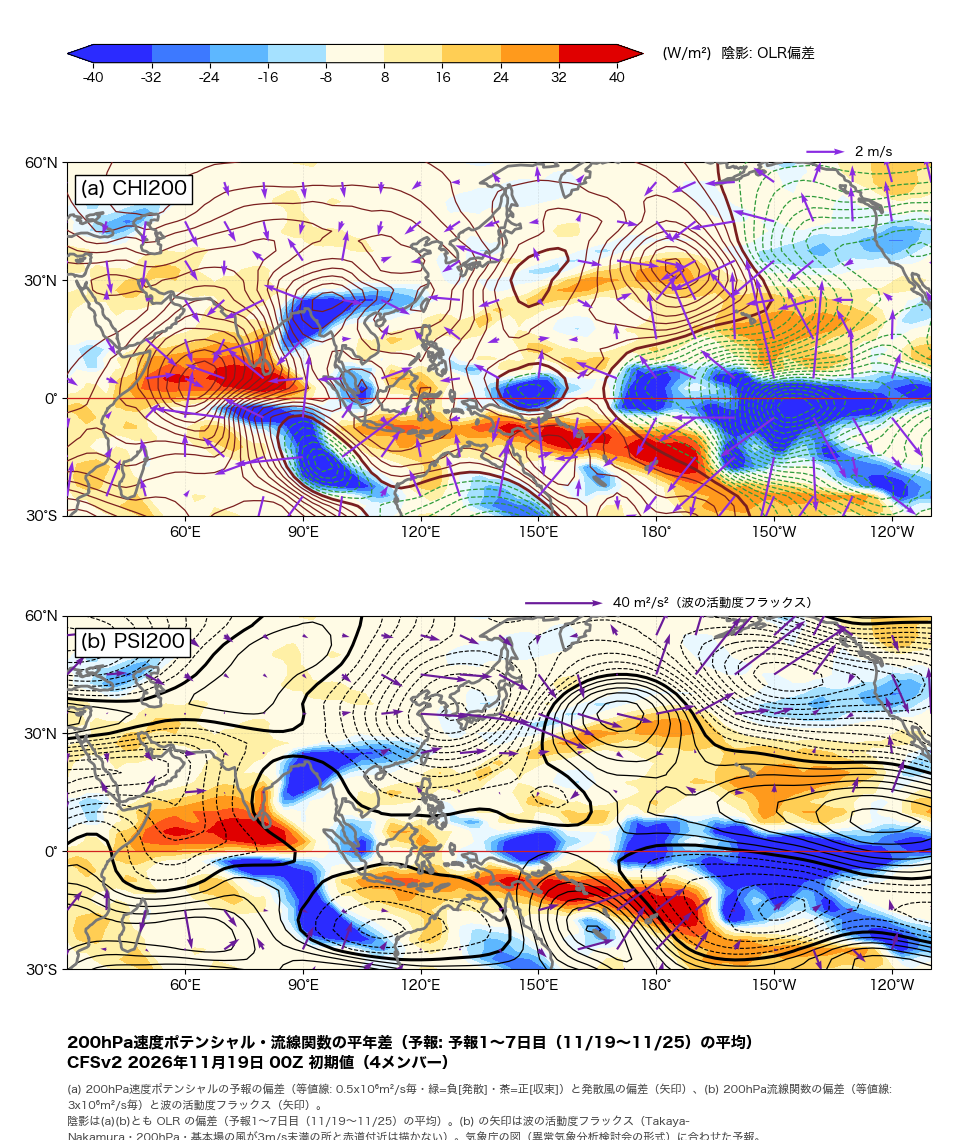 (W/m²) 陰影: OLR偏差
-40 -32 -24 -16 -8 8 16 24 32 40
2 m/s
60°N
(a) CHI200
30°N
0°
30°S
60°E 90°E 120°E 150°E 180° 150°W 120°W
40 m²/s²（波の活動度フラックス）
60°N
(b) PSI200
30°N
0°
30°S
60°E 90°E 120°E 150°E 180° 150°W 120°W
200hPa速度ポテンシャル・流線関数の平年差（予報: 予報1〜7日目（11/19〜11/25）の平均）
CFSv2 2026年11月19日 00Z 初期値（4メンバー）
(a) 200hPa速度ポテンシャルの予報の偏差（等値線: 0.5x10⁶m²/s毎・緑=負[発散]・茶=正[収束]）と発散風の偏差（矢印）、(b) 200hPa流線関数の偏差（等値線:
3x10⁶m²/s毎）と波の活動度フラックス（矢印）。
陰影は(a)(b)とも OLR の偏差（予報1〜7日目（11/19〜11/25）の平均）。(b) の矢印は波の活動度フラックス（Takaya-
Nakamura・200hPa・基本場の風が3m/s未満の所と赤道付近は描かない）。気象庁の図（異常気象分析検討会の形式）に合わせた予報。